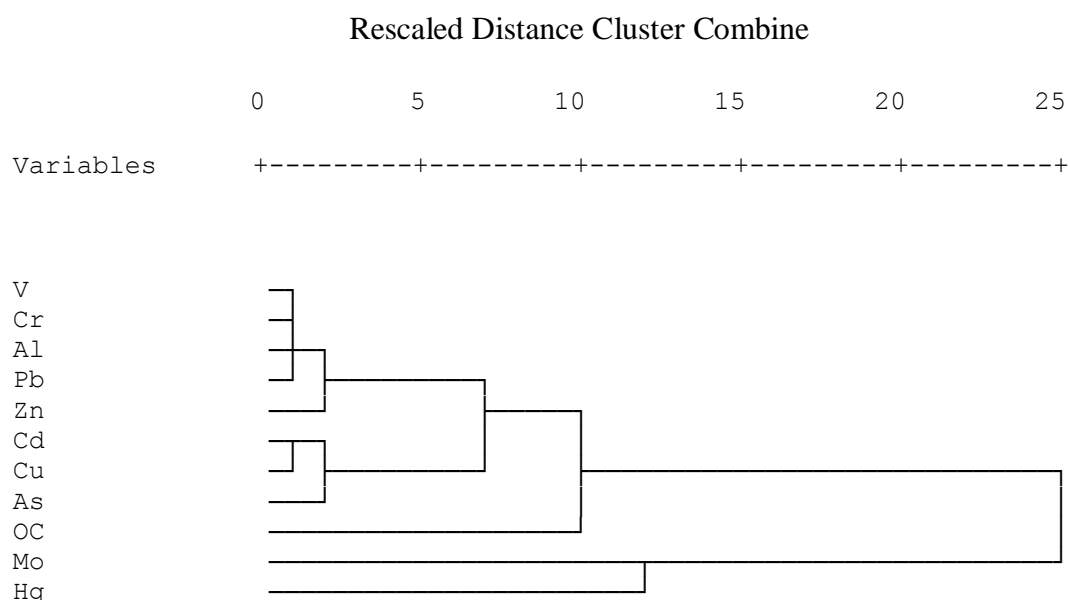 Rescaled Distance Cluster Combine
0 5 10 15 20 25
Variables +---------+---------+---------+---------+---------+
V
Cr
Al
Pb
Zn
Cd
Cu
As
OC
Mo
Hg